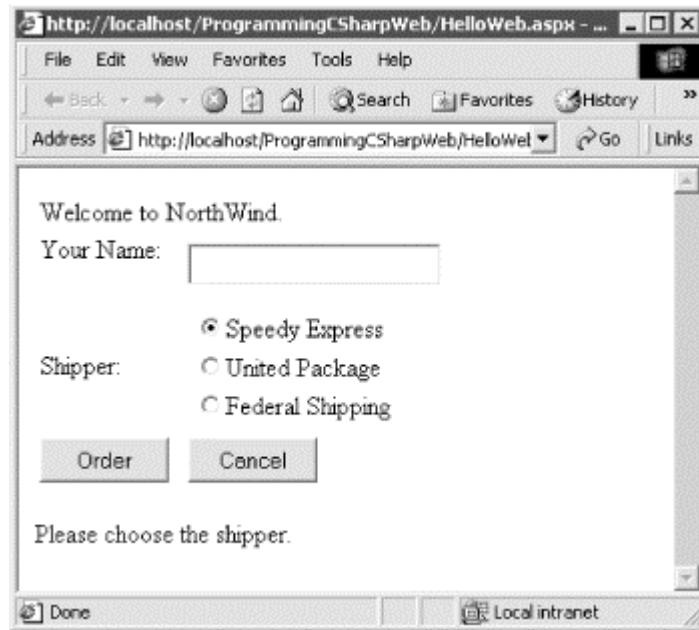 http://localhost/ProgrammingCSharpWeb/HelloWeb.aspx - ...
File Edit View Favorites Tools Help
Back Search Favorites History »
Address http://localhost/ProgrammingCSharpWeb/HelloWel Go Links
Welcome to NorthWind.
Your Name:
Speedy Express
Shipper:
United Package
Federal Shipping
Order Cancel
Please choose the shipper.
Done Local intranet